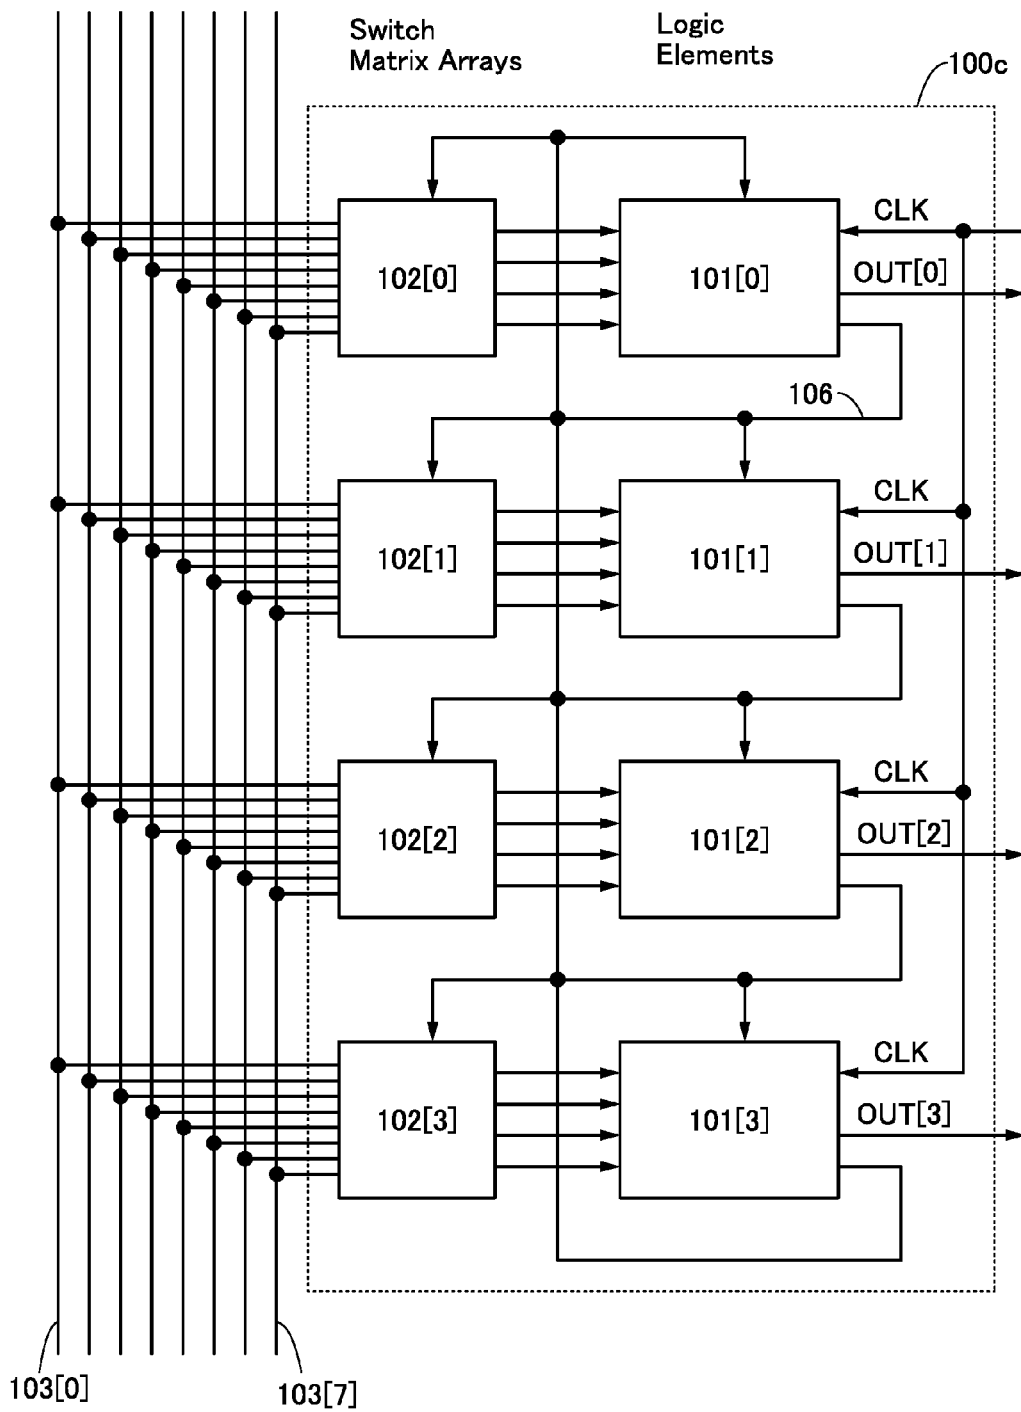 Switch
Matrix Arrays
Logic
Elements
100c
102[0]
101[0]
CLK
OUT[0]
106
102[1]
101[1]
CLK
OUT[1]
102[2]
101[2]
CLK
OUT[2]
102[3]
101[3]
CLK
OUT[3]
103[0]
103[7]